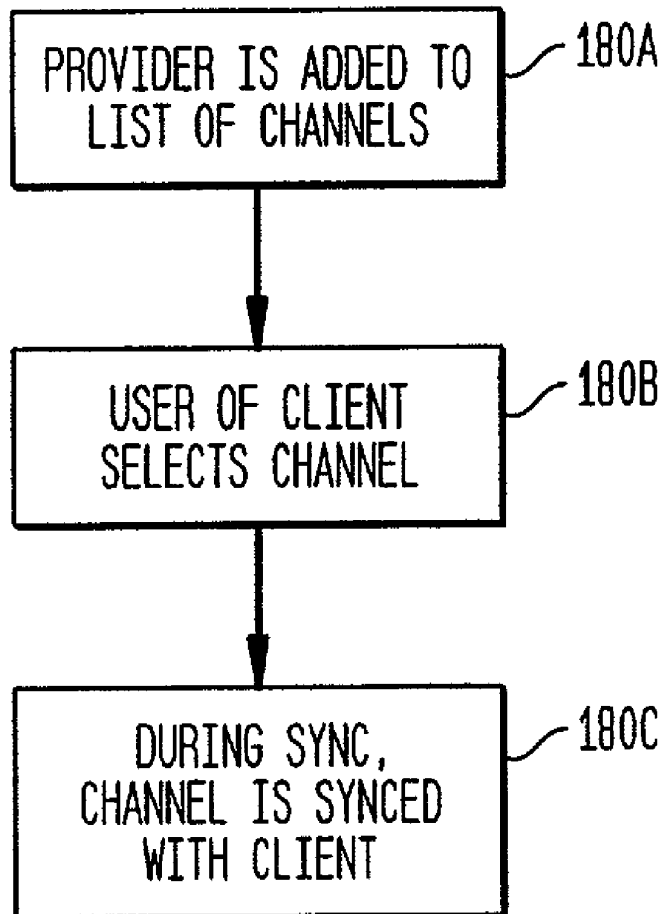 PROVIDER IS ADDED TO
LIST OF CHANNELS
180A
USER OF CLIENT
SELECTS CHANNEL
180B
DURING SYNC,
CHANNEL IS SYNCED
WITH CLIENT
180C